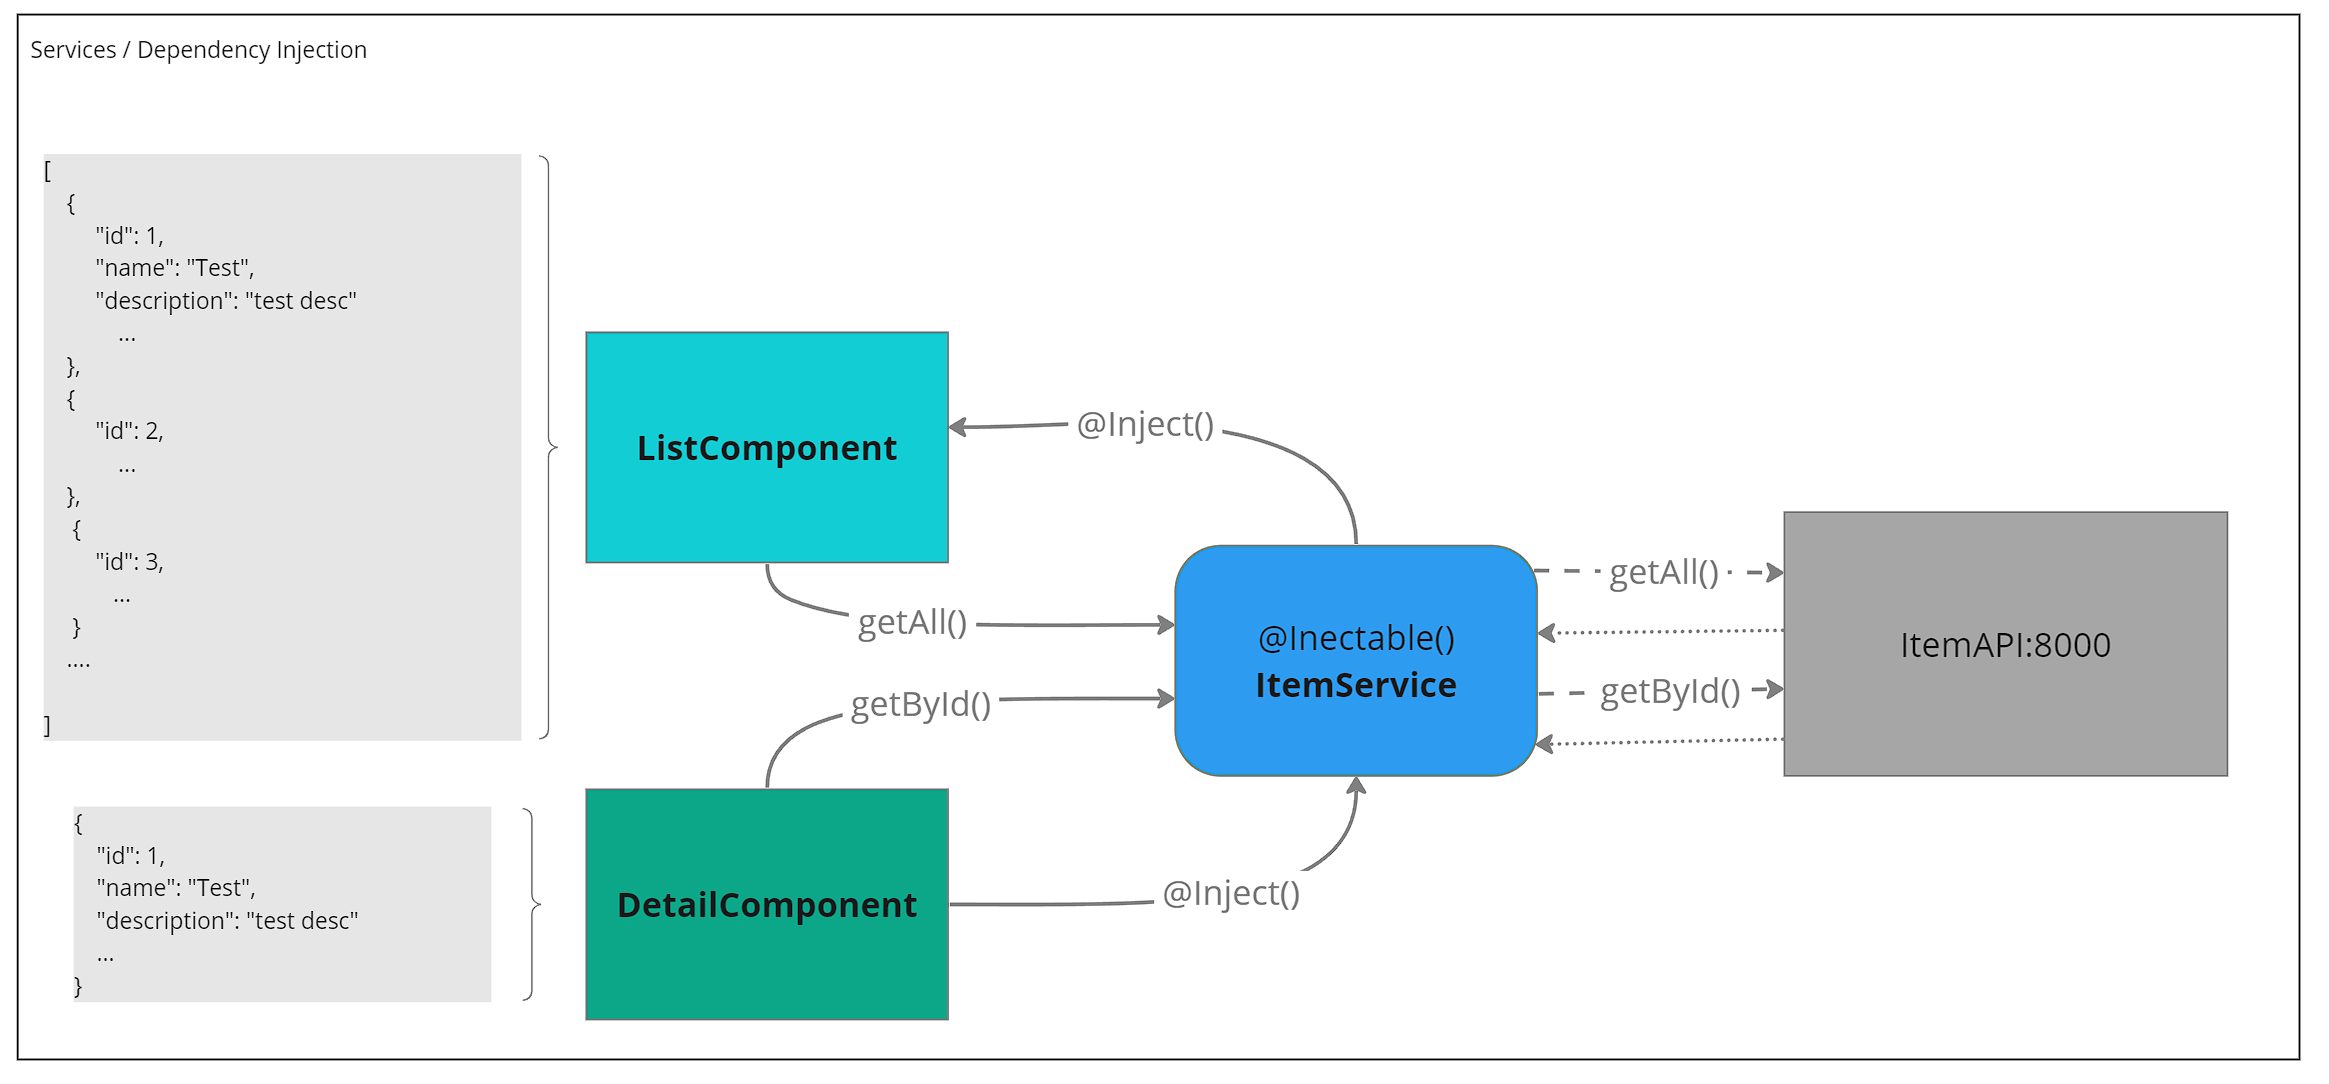 Services / Dependency Injection
[
{
"id": 1,
"name": "Test",
"description": "test desc"
...
},
{
"id": 2,
...
},
{
"id": 3,
...
}
....
]
{
"id": 1,
"name": "Test",
"description": "test desc"
...
}
ListComponent
@Inject()
getAll()
getById()
DetailComponent
@Inject()
@Inectable()
ItemService
getAll()
getById()
ItemAPI:8000